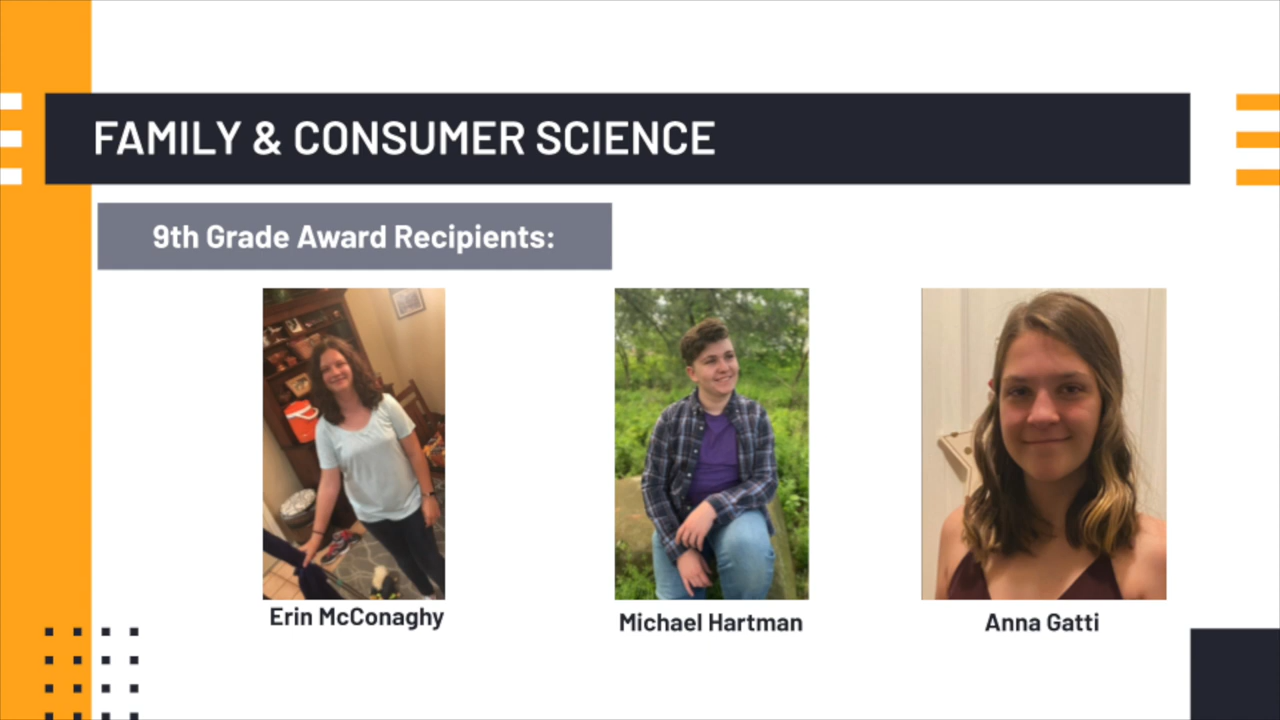 FAMILY & CONSUMER SCIENCE
9th Grade Award Recipients:
Erin McConaghy
Michael Hartman
Anna Gatti